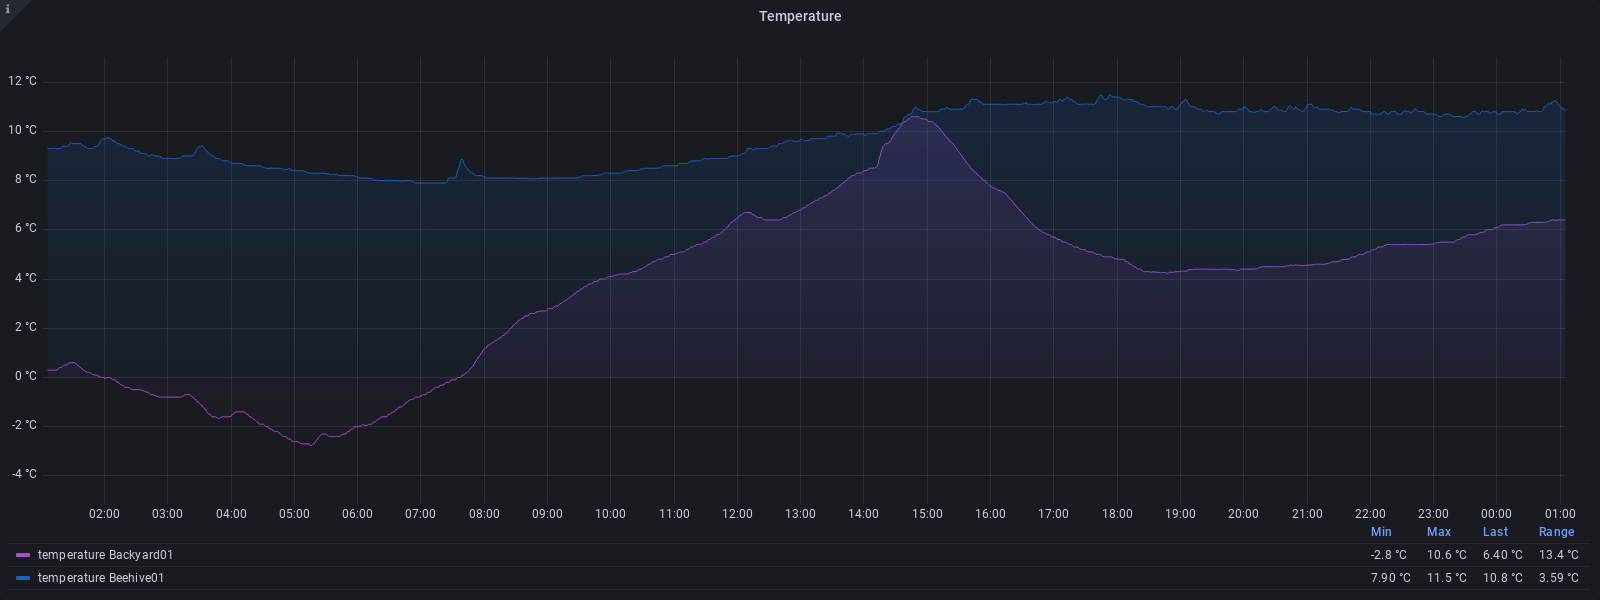 i
Temperature
12 °C
10 °C
8 °C
6 °C
4 °C
2 °C
0 °C
-2 °C
-4 °C
02:00 03:00 04:00 05:00 06:00 07:00 08:00 09:00 10:00 11:00 12:00 13:00 14:00 15:00 16:00 17:00 18:00 19:00 20:00 21:00 22:00 23:00 00:00 01:00
Min Max Last Range
temperature Backyard01 -2.8 °C 10.6 °C 6.40 °C 13.4 °C
temperature Beehive01 7.90 °C 11.5 °C 10.8 °C 3.59 °C